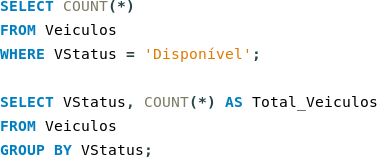 SELECT COUNT(*)
FROM Veiculos
WHERE VStatus = 'Disponível';
SELECT VStatus, COUNT(*) AS Total_Veiculos
FROM Veiculos
GROUP BY VStatus;